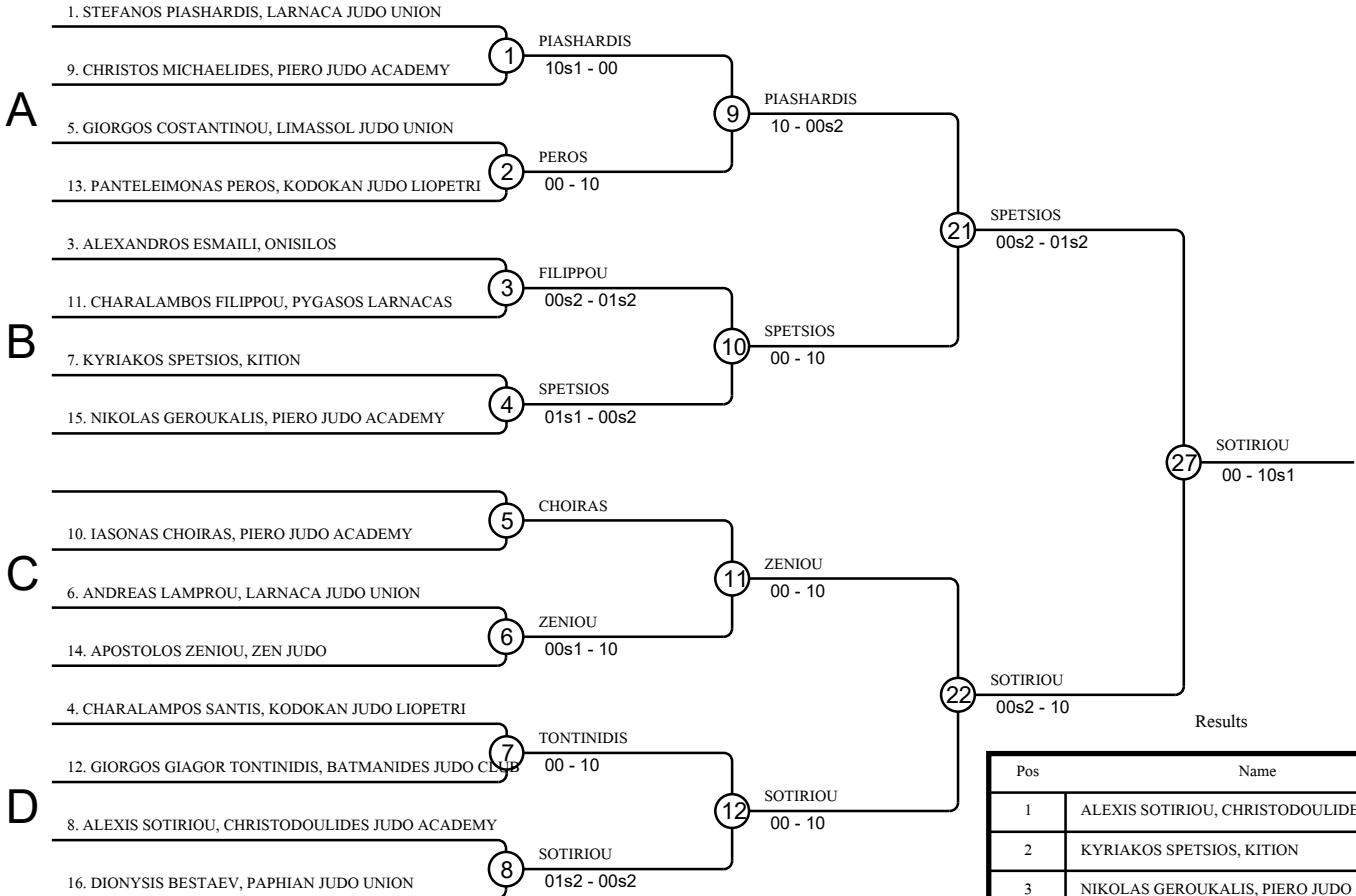 1. STEFANOS PIASHARDIS, LARNACA JUDO UNION
1
PIASHARDIS
10s1 - 00
9. CHRISTOS MICHAELIDES, PIERO JUDO ACADEMY
A
9
PIASHARDIS
10 - 00s2
5. GIORGOS COSTANTINOU, LIMASSOL JUDO UNION
2
PEROS
00 - 10
13. PANTELEIMONAS PEROS, KODOKAN JUDO LIOPETRI
21
SPETSIOS
00s2 - 01s2
3. ALEXANDROS ESMAILI, ONISILOS
3
FILIPPOU
00s2 - 01s2
11. CHARALAMBOS FILIPPOU, PYGASOS LARNACAS
B
10
SPETSIOS
00 - 10
7. KYRIAKOS SPETSIOS, KITION
4
SPETSIOS
01s1 - 00s2
15. NIKOLAS GEROUKALIS, PIERO JUDO ACADEMY
27
SOTIRIOU
00 - 10s1
5
CHOIRAS
10. IASONAS CHOIRAS, PIERO JUDO ACADEMY
C
11
ZENIOU
00 - 10
6. ANDREAS LAMPROU, LARNACA JUDO UNION
6
ZENIOU
00s1 - 10
14. APOSTOLOS ZENIOU, ZEN JUDO
22
SOTIRIOU
00s2 - 10
4. CHARALAMPOS SANTIS, KODOKAN JUDO LIOPETRI
7
TONTINIDIS
00 - 10
12. GIORGOS GIAGOR TONTINIDIS, BATMANIDES JUDO CLUB
D
12
SOTIRIOU
00 - 10
8. ALEXIS SOTIRIOU, CHRISTODOULIDES JUDO ACADEMY
8
SOTIRIOU
01s2 - 00s2
16. DIONYSIS BESTAEV, PAPHIAN JUDO UNION
Results
Pos Name
1 ALEXIS SOTIRIOU, CHRISTODOULIDE
2 KYRIAKOS SPETSIOS, KITION
3 NIKOLAS GEROUKALIS, PIERO JUDO